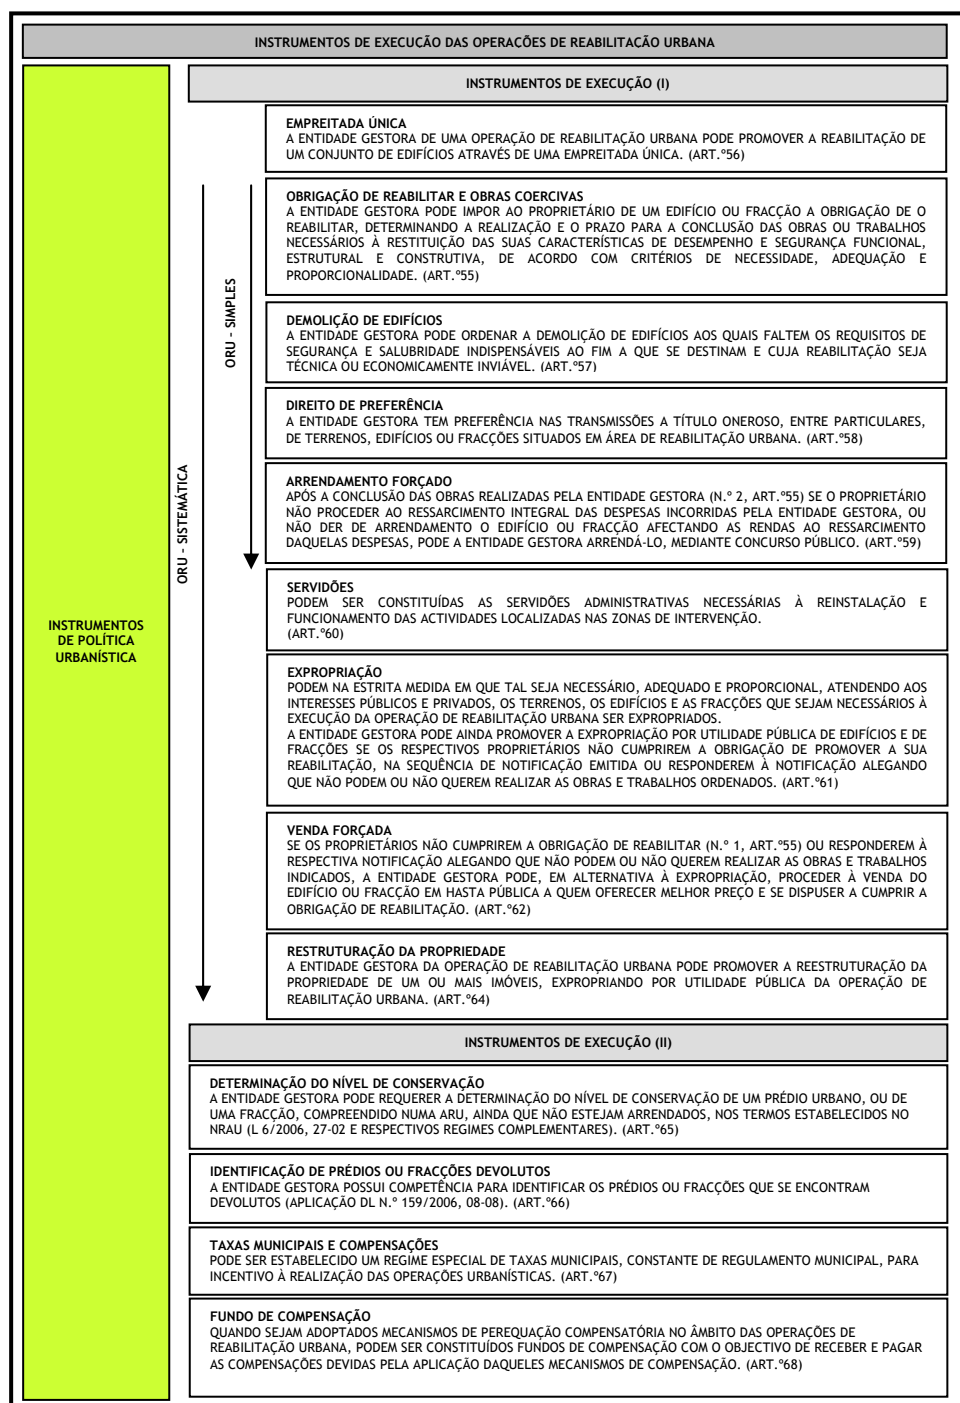 INSTRUMENTOS DE EXECUÇÃO DAS OPERAÇÕES DE REABILITAÇÃO URBANA
INSTRUMENTOS
DE POLÍTICA
URBANÍSTICA
INSTRUMENTOS DE EXECUÇÃO (I)
ORU - SISTEMÁTICA
ORU - SIMPLES
EMPREITADA ÚNICA
A ENTIDADE GESTORA DE UMA OPERAÇÃO DE REABILITAÇÃO URBANA PODE PROMOVER A REABILITAÇÃO DE
UM CONJUNTO DE EDIFÍCIOS ATRAVÉS DE UMA EMPREITADA ÚNICA. (ART.º56)
OBRIGAÇÃO DE REABILITAR E OBRAS COERCIVAS
A ENTIDADE GESTORA PODE IMPOR AO PROPRIETÁRIO DE UM EDIFÍCIO OU FRACÇÃO A OBRIGAÇÃO DE O
REABILITAR, DETERMINANDO A REALIZAÇÃO E O PRAZO PARA A CONCLUSÃO DAS OBRAS OU TRABALHOS
NECESSÁRIOS À RESTITUIÇÃO DAS SUAS CARACTERÍSTICAS DE DESEMPENHO E SEGURANÇA FUNCIONAL,
ESTRUTURAL E CONSTRUTIVA, DE ACORDO COM CRITÉRIOS DE NECESSIDADE, ADEQUAÇÃO E
PROPORCIONALIDADE. (ART.º55)
DEMOLIÇÃO DE EDIFÍCIOS
A ENTIDADE GESTORA PODE ORDENAR A DEMOLIÇÃO DE EDIFÍCIOS AOS QUAIS FALTEM OS REQUISITOS DE
SEGURANÇA E SALUBRIDADE INDISPENSÁVEIS AO FIM A QUE SE DESTINAM E CUJA REABILITAÇÃO SEJA
TÉCNICA OU ECONOMICAMENTE INVIÁVEL. (ART.º57)
DIREITO DE PREFERÊNCIA
A ENTIDADE GESTORA TEM PREFERÊNCIA NAS TRANSMISSÕES A TÍTULO ONEROSO, ENTRE PARTICULARES,
DE TERRENOS, EDIFÍCIOS OU FRACÇÕES SITUADOS EM ÁREA DE REABILITAÇÃO URBANA. (ART.º58)
ARRENDAMENTO FORÇADO
APÓS A CONCLUSÃO DAS OBRAS REALIZADAS PELA ENTIDADE GESTORA (N.º 2, ART.º55) SE O PROPRIETÁRIO
NÃO PROCEDER AO RESSARCIMENTO INTEGRAL DAS DESPESAS INCORRIDAS PELA ENTIDADE GESTORA, OU
NÃO DER DE ARRENDAMENTO O EDIFÍCIO OU FRACÇÃO AFECTANDO AS RENDAS AO RESSARCIMENTO
DAQUELAS DESPESAS, PODE A ENTIDADE GESTORA ARRENDÁ-LO, MEDIANTE CONCURSO PÚBLICO. (ART.º59)
SERVIDÕES
PODEM SER CONSTITUÍDAS AS SERVIDÕES ADMINISTRATIVAS NECESSÁRIAS À REINSTALAÇÃO E
FUNCIONAMENTO DAS ACTIVIDADES LOCALIZADAS NAS ZONAS DE INTERVENÇÃO.
(ART.º60)
EXPROPRIAÇÃO
PODEM NA ESTRITA MEDIDA EM QUE TAL SEJA NECESSÁRIO, ADEQUADO E PROPORCIONAL, ATENDENDO AOS
INTERESSES PÚBLICOS E PRIVADOS, OS TERRENOS, OS EDIFÍCIOS E AS FRACÇÕES QUE SEJAM NECESSÁRIOS À
EXECUÇÃO DA OPERAÇÃO DE REABILITAÇÃO URBANA SER EXPROPRIADOS.
A ENTIDADE GESTORA PODE AINDA PROMOVER A EXPROPRIAÇÃO POR UTILIDADE PÚBLICA DE EDIFÍCIOS E DE
FRACÇÕES SE OS RESPECTIVOS PROPRIETÁRIOS NÃO CUMPRIREM A OBRIGAÇÃO DE PROMOVER A SUA
REABILITAÇÃO, NA SEQUÊNCIA DE NOTIFICAÇÃO EMITIDA OU RESPONDEREM À NOTIFICAÇÃO ALEGANDO
QUE NÃO PODEM OU NÃO QUEREM REALIZAR AS OBRAS E TRABALHOS ORDENADOS. (ART.º61)
VENDA FORÇADA
SE OS PROPRIETÁRIOS NÃO CUMPRIREM A OBRIGAÇÃO DE REABILITAR (N.º 1, ART.º55) OU RESPONDEREM À
RESPECTIVA NOTIFICAÇÃO ALEGANDO QUE NÃO PODEM OU NÃO QUEREM REALIZAR AS OBRAS E TRABALHOS
INDICADOS, A ENTIDADE GESTORA PODE, EM ALTERNATIVA À EXPROPRIAÇÃO, PROCEDER À VENDA DO
EDIFÍCIO OU FRACÇÃO EM HASTA PÚBLICA A QUEM OFERECER MELHOR PREÇO E SE DISPUSER A CUMPRIR A
OBRIGAÇÃO DE REABILITAÇÃO. (ART.º62)
RESTRUTURAÇÃO DA PROPRIEDADE
A ENTIDADE GESTORA DA OPERAÇÃO DE REABILITAÇÃO URBANA PODE PROMOVER A REESTRUTURAÇÃO DA
PROPRIEDADE DE UM OU MAIS IMÓVEIS, EXPROPRIANDO POR UTILIDADE PÚBLICA DA OPERAÇÃO DE
REABILITAÇÃO URBANA. (ART.º64)
INSTRUMENTOS DE EXECUÇÃO (II)
DETERMINAÇÃO DO NÍVEL DE CONSERVAÇÃO
A ENTIDADE GESTORA PODE REQUERER A DETERMINAÇÃO DO NÍVEL DE CONSERVAÇÃO DE UM PRÉDIO URBANO, OU DE
UMA FRACÇÃO, COMPREENDIDO NUMA ARU, AINDA QUE NÃO ESTEJAM ARRENDADOS, NOS TERMOS ESTABELECIDOS NO
NRAU (L 6/2006, 27-02 E RESPECTIVOS REGIMES COMPLEMENTARES). (ART.º65)
IDENTIFICAÇÃO DE PRÉDIOS OU FRACÇÕES DEVOLUTOS
A ENTIDADE GESTORA POSSUI COMPETÊNCIA PARA IDENTIFICAR OS PRÉDIOS OU FRACÇÕES QUE SE ENCONTRAM
DEVOLUTOS (APLICAÇÃO DL N.º 159/2006, 08-08). (ART.º66)
TAXAS MUNICIPAIS E COMPENSAÇÕES
PODE SER ESTABELECIDO UM REGIME ESPECIAL DE TAXAS MUNICIPAIS, CONSTANTE DE REGULAMENTO MUNICIPAL, PARA
INCENTIVO À REALIZAÇÃO DAS OPERAÇÕES URBANÍSTICAS. (ART.º67)
FUNDO DE COMPENSAÇÃO
QUANDO SEJAM ADOPTADOS MECANISMOS DE PEREQUAÇÃO COMPENSATÓRIA NO ÂMBITO DAS OPERAÇÕES DE
REABILITAÇÃO URBANA, PODEM SER CONSTITUÍDOS FUNDOS DE COMPENSAÇÃO COM O OBJECTIVO DE RECEBER E PAGAR
AS COMPENSAÇÕES DEVIDAS PELA APLICAÇÃO DAQUELES MECANISMOS DE COMPENSAÇÃO. (ART.º68)